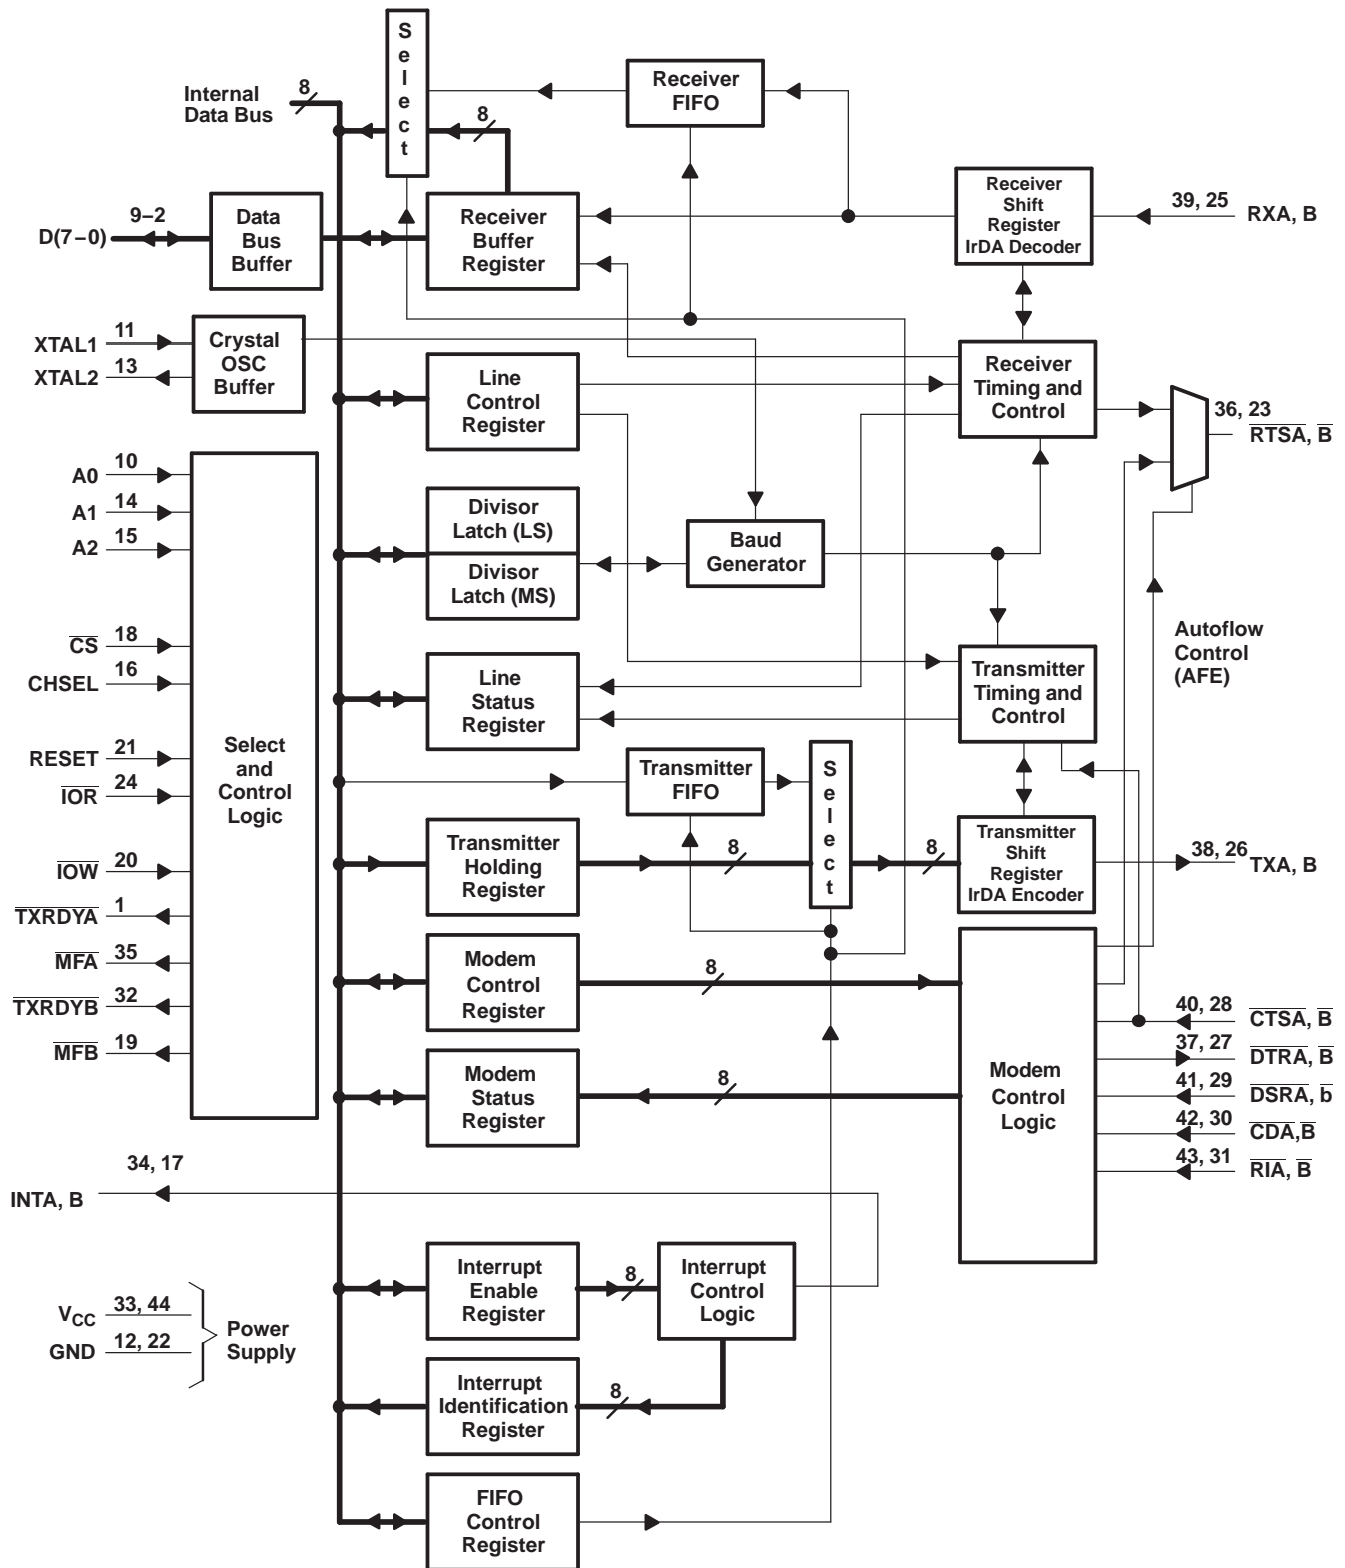 S
e
l
e
c
t
Internal
Data Bus
8
8
Receiver
FIFO
Receiver
Shift
Register
IrDA Decoder
39, 25
RXA, B
D(7−0)
9−2
Data
Bus
Buffer
Receiver
Buffer
Register
XTAL1
11
XTAL2
13
Crystal
OSC
Buffer
Line
Control
Register
Receiver
Timing and
Control
36, 23
RTSA, B
A0
10
A1
14
A2
15
Divisor
Latch (LS)
Divisor
Latch (MS)
Baud
Generator
CS
18
CHSEL
16
Line
Status
Register
Transmitter
Timing and
Control
Autoflow
Control
(AFE)
RESET
21
IOR
24
Select
and
Control
Logic
Transmitter
FIFO
S
e
l
e
c
t
IOW
20
Transmitter
Holding
Register
8
8
Transmitter
Shift
Register
IrDA Encoder
38, 26
TXA, B
TXRDYA
1
MFA
35
TXRDYB
32
MFB
19
Modem
Control
Register
8
Modem
Status
Register
8
Modem
Control
Logic
40, 28
CTSA, B
37, 27
DTRA, B
41, 29
DSRA, b
42, 30
CDA,B
43, 31
RIA, B
34, 17
INTA, B
Interrupt
Enable
Register
8
Interrupt
Control
Logic
VCC
33, 44
GND
12, 22
Power
Supply
Interrupt
Identification
Register
8
FIFO
Control
Register